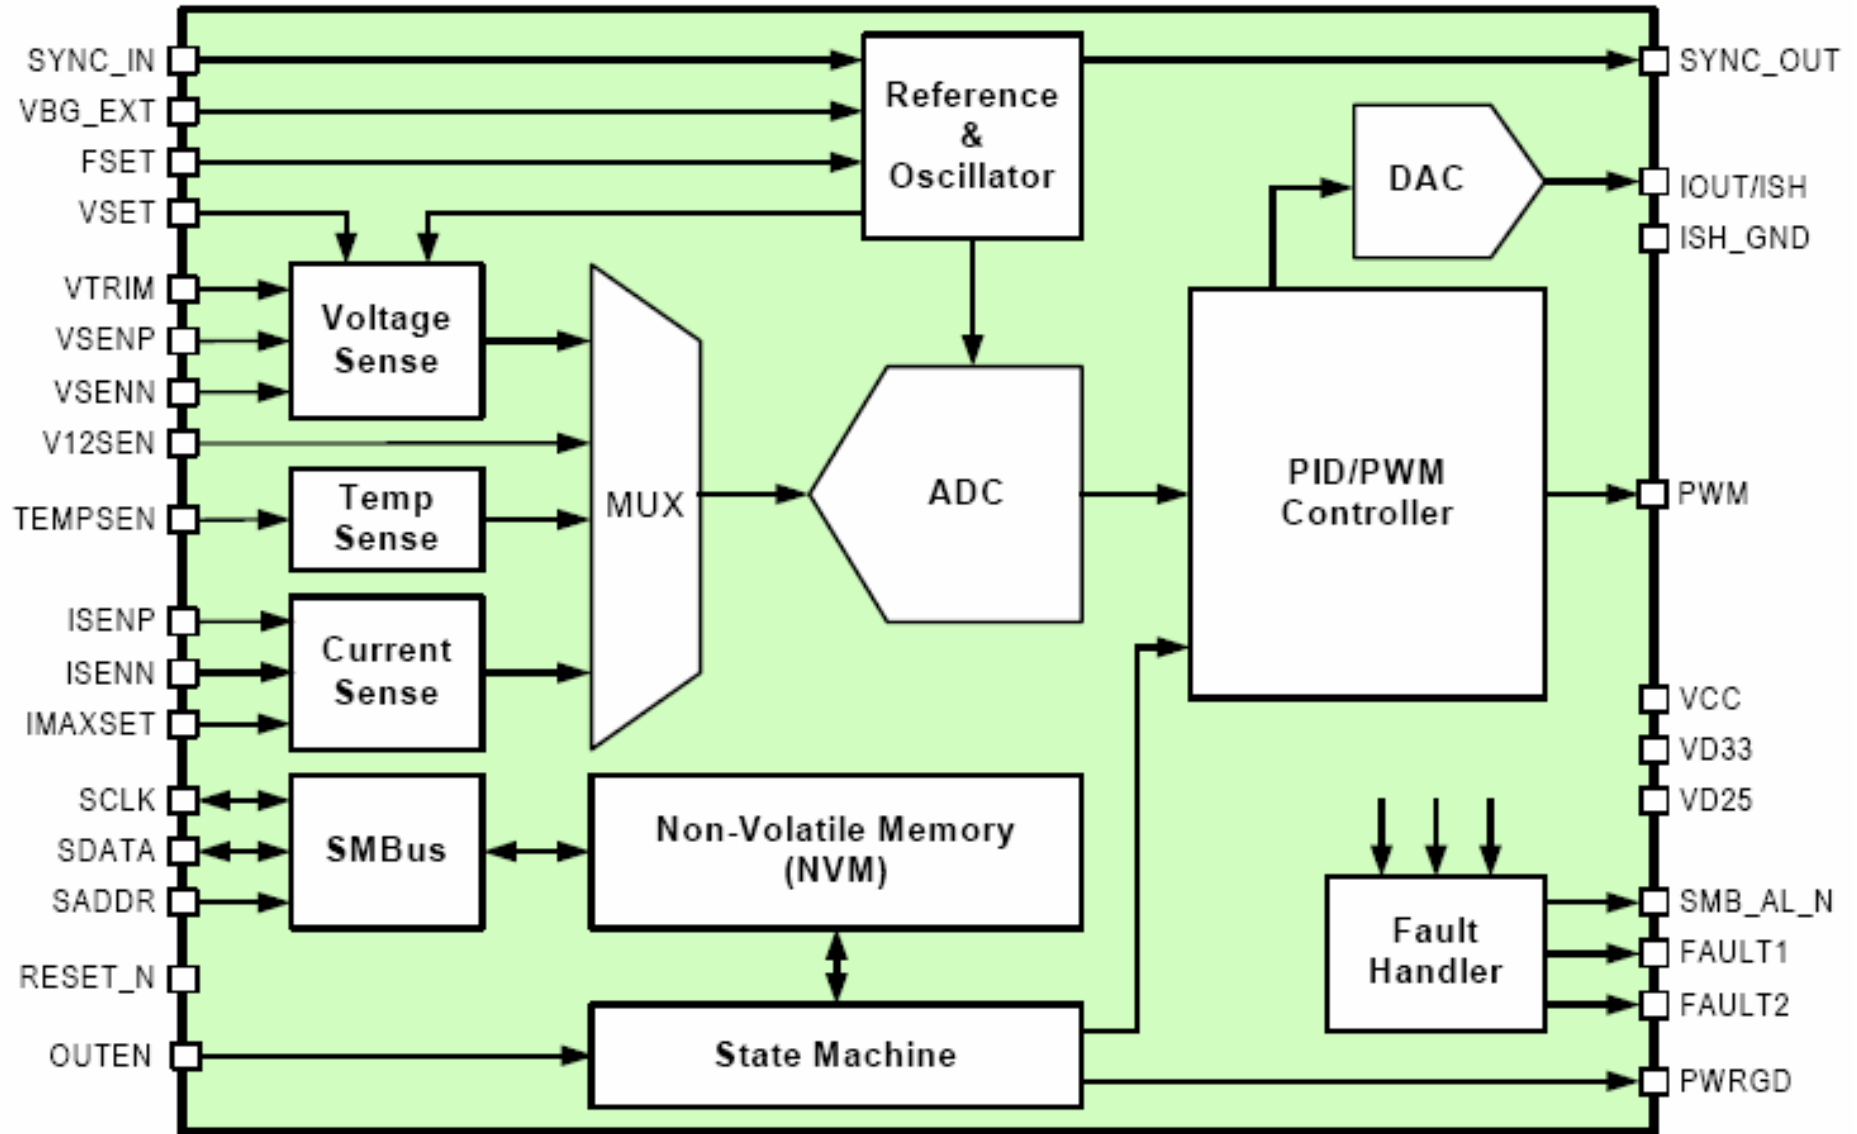 SYNC_IN
VBG_EXT
FSET
VSET
VTRIM
VSENP
VSENN
V12SEN
TEMPSEN
ISENP
ISENN
IMAXSET
SCLK
SDATA
SADDR
RESET_N
OUTEN
Reference
&
Oscillator
Voltage
Sense
Temp
Sense
Current
Sense
SMBus
MUX
ADC
Non-Volatile Memory
(NVM)
State Machine
DAC
PID/PWM
Controller
Fault
Handler
SYNC_OUT
IOUT/ISH
ISH_GND
PWM
VCC
VD33
VD25
SMB_AL_N
FAULT1
FAULT2
PWRGD